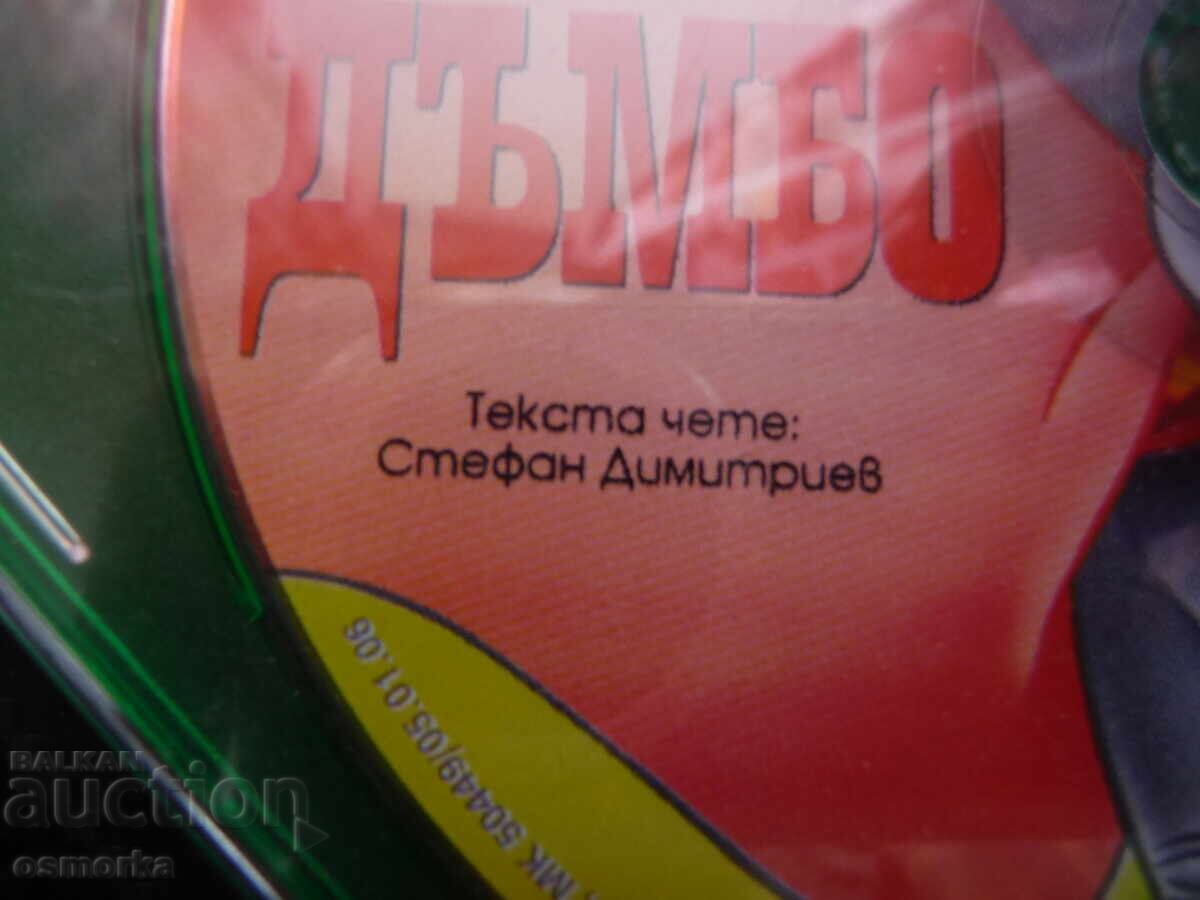 ДЪМБО
Текста чете:
Стефан Димитриев
МК 50449/05.01.06
BALKAN
auction
osmorka